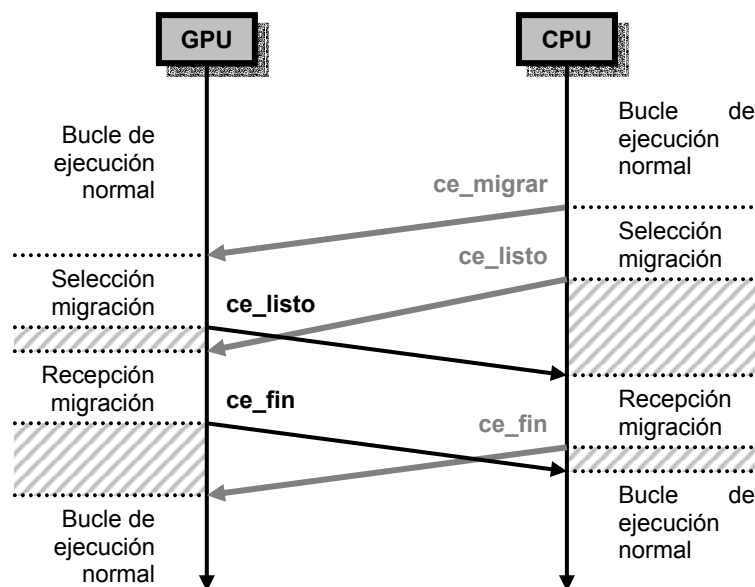 GPU
CPU
Bucle de
ejecución
normal
Bucle de
ejecución
normal
ce_migrar
Selección
migración
ce_listo
Selección
migración
ce_listo
Recepción
migración
ce_fin
Recepción
migración
ce_fin
Bucle de
ejecución
normal
Bucle de
ejecución
normal